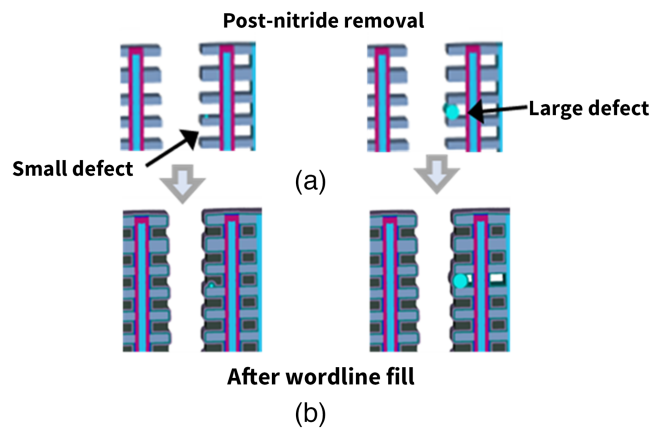 Post-nitride removal
Large defect
Small defect
(a)
After wordline fill
(b)